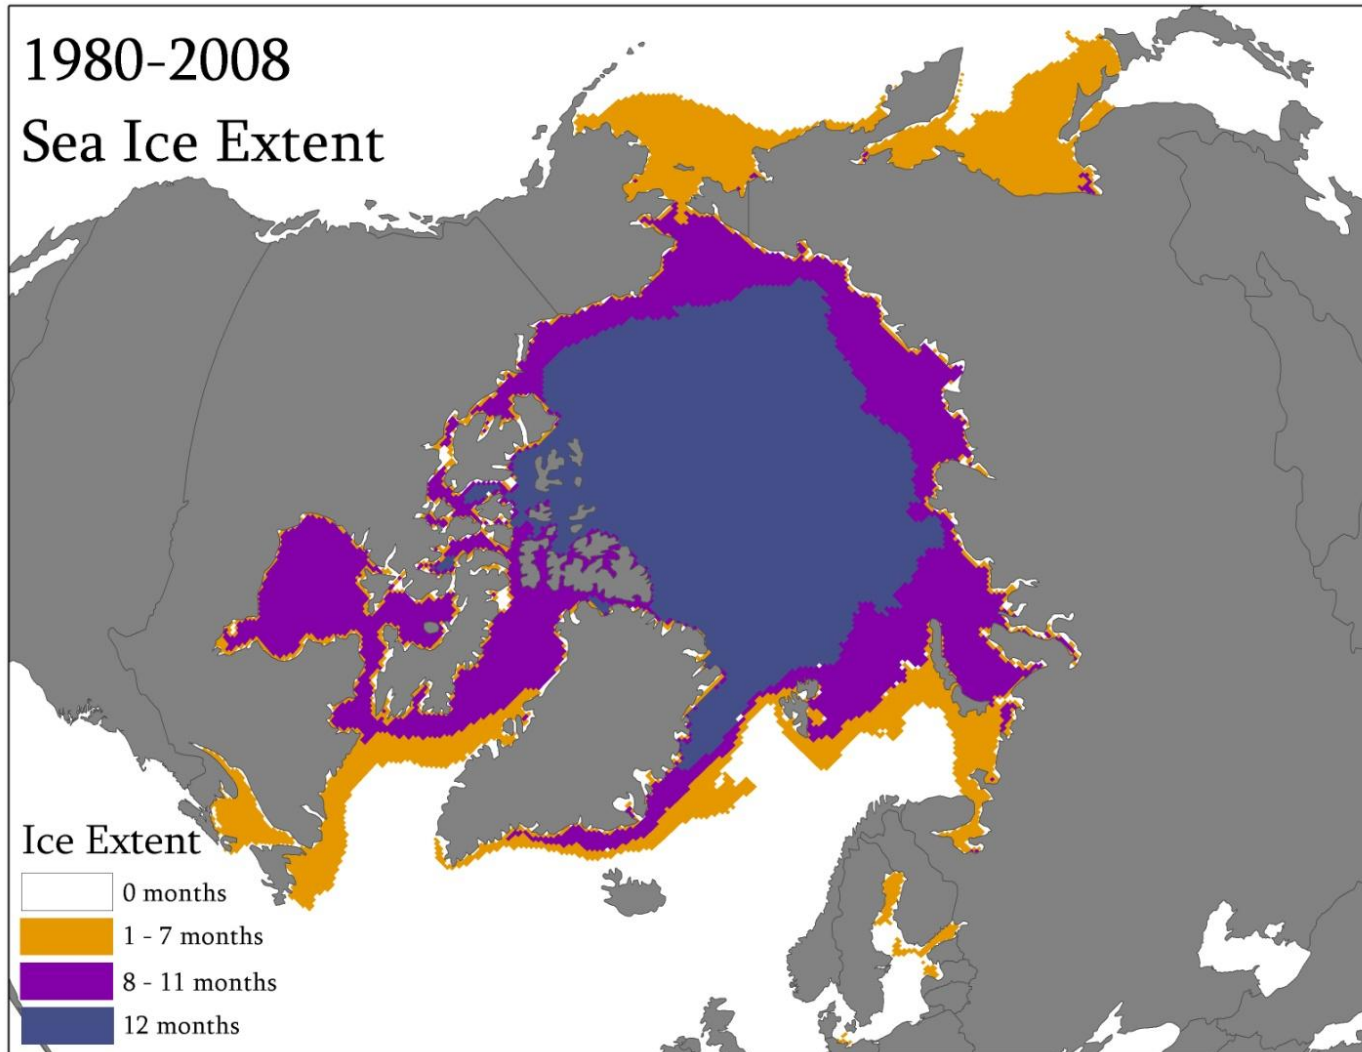 1980-2008
Sea Ice Extent
Ice Extent
0 months
1 - 7 months
8 - 11 months
12 months